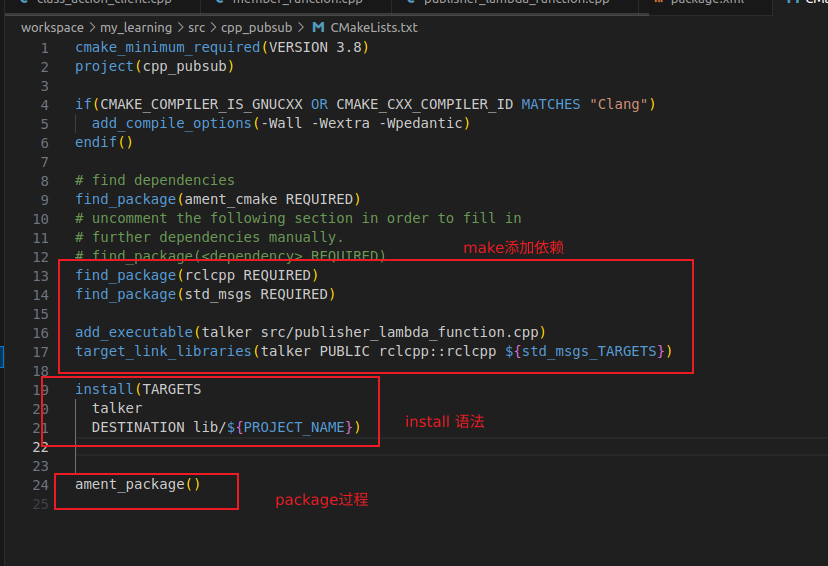 class_action_client.cpp member_function.cpp publisher_lambda_function.cpp package.xml
workspace > my_learning > src > cpp_pubsub > M CMakeLists.txt
1 cmake_minimum_required(VERSION 3.8)
2 project(cpp_pubsub)
3
4 if(CMAKE_COMPILER_IS_GNUCXX OR CMAKE_CXX_COMPILER_ID MATCHES "Clang")
5 add_compile_options(-Wall -Wextra -Wpedantic)
6 endif()
7
8 # find dependencies
9 find_package(ament_cmake REQUIRED)
10 # uncomment the following section in order to fill in
11 # further dependencies manually.
make添加依赖
12 # find_package(<dependency> REQUIRED)
13 find_package(rclcpp REQUIRED)
14 find_package(std_msgs REQUIRED)
15
16 add_executable(talker src/publisher_lambda_function.cpp)
17 target_link_libraries(talker PUBLIC rclcpp::rclcpp ${std_msgs_TARGETS})
18
19 install(TARGETS
20 talker
install 语法
21 DESTINATION lib/${PROJECT_NAME})
22
23
24 ament_package()
package过程
25